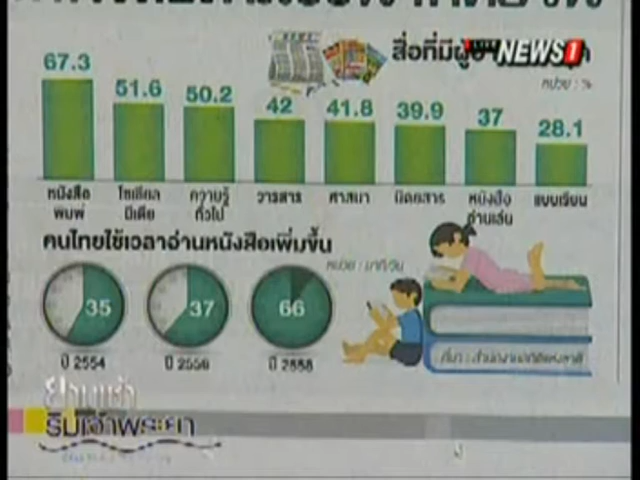 สื่อที่มีผู้
NEWS1
หน่วย : %
67.3
51.6
50.2
42
41.8
39.9
37
28.1
หนังสือ
พิมพ์
โซเชียล
มีเดีย
ความรู้
ทั่วไป
วารสาร
ศาสนา
นิตยสาร
หนังสือ
อ่านเล่น
แบบเรียน
คนไทยใช้เวลาอ่านหนังสือเพิ่มขึ้น
หน่วย : นาที/วัน
35
37
66
ปี 2554
ปี 2556
ปี 2558
ที่มา : สำนักงานสถิติแห่งชาติ
ยามเช้า
ริมเจ้าพระยา